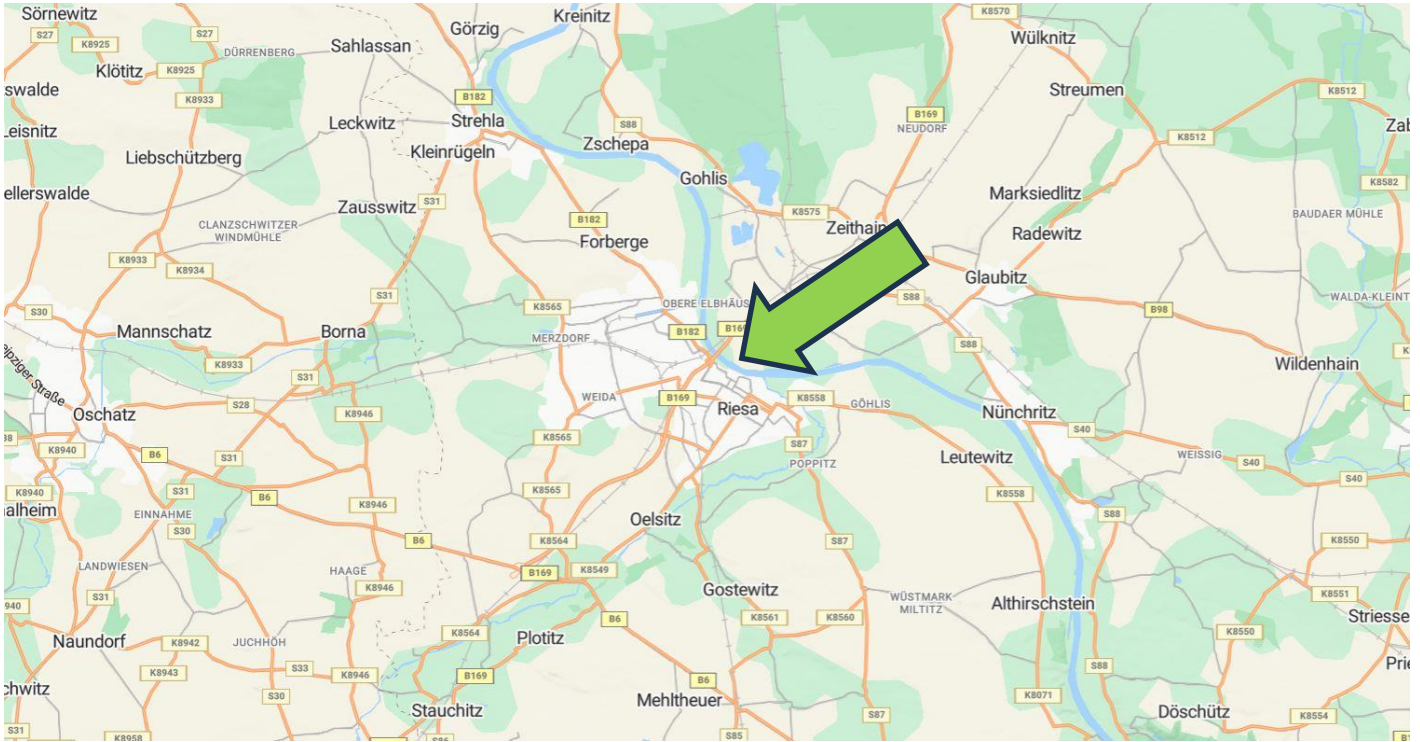 Sörnewitz
Kreinitz
K8570
S27
K8925
S27
Görzig
Wülknitz
DÜRRENBERG
Sahlassan
Klötitz
K8925
swalde
K8933
B182
Streumen
K8512
Leckwitz
Strehla
S88
B169
NEUDORF
eisnitz
Zschepa
K8512
Zab
Liebschützberg
Kleinrügeln
Gohlis
K8582
ellerswalde
Zausswitz
S31
Marksiedlitz
CLANZSCHWITZER
WINDMÜHLE
B182
K8575
Zeithain
BAUDAER MÜHLE
Forberge
Radewitz
K8933
K8934
Glaubitz
S31
S88
WALDA-KLEINT
S30
K8565
OBERE ELBHÄUS
B98
Mannschatz
Borna
MERZDORF
B182
B169
S88
K8933
Wildenhain
S31
eipziger Straße
WEIDA
B169
K8558
GÖHLIS
S28
K8946
Riesa
Nünchritz
Oschatz
S40
K8565
S87
K8940
B6
S31
POPPITZ
Leutewitz
WEISSIG
S40
S40
K8940
S31
B6
K8946
K8565
K8558
alheim
EINNAHME
Oelsitz
S88
S30
B6
K8564
S87
K8550
LANDWIESEN
HAAGE
B169
K8549
K8946
Gostewitz
WÜSTMARK
MILTITZ
K8551
S31
Althirschstein
940
B6
K8561
K8560
Striesse
Naundorf
K8942
JUCHHÖH
K8564
Plotitz
K8550
S33
K8943
K8946
B169
B6
S88
Prie
chwitz
S30
Mehltheuer
K8071
Stauchitz
S87
Döschütz
K8554
S31
K8958
S86
S85
B